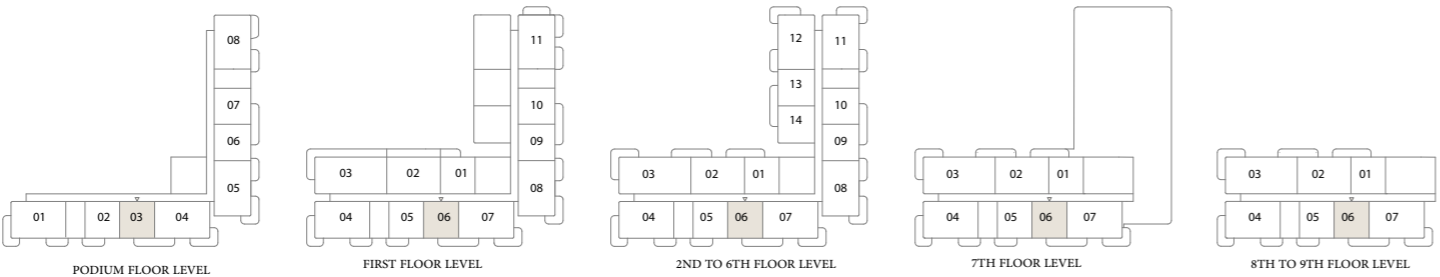 08
07
06
05
01 02 03 04
PODIUM FLOOR LEVEL
11
10
09
03 02 01
08
04 05 06 07
FIRST FLOOR LEVEL
12 11
13
10
14
09
03 02 01
08
04 05 06 07
2ND TO 6TH FLOOR LEVEL
03 02 01
04 05 06 07
7TH FLOOR LEVEL
03 02 01
04 05 06 07
8TH TO 9TH FLOOR LEVEL